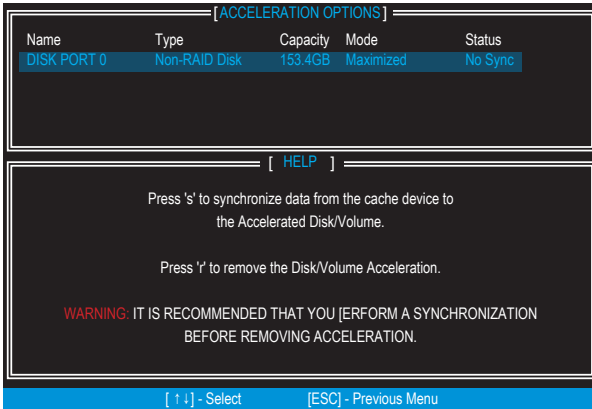 [ACCELERATION OPTIONS]
Name Type Capacity Mode Status
DISK PORT 0 Non-RAID Disk 153.4GB Maximized No Sync
[ HELP ]
Press 's' to synchronize data from the cache device to
the Accelerated Disk/Volume.
Press 'r' to remove the Disk/Volume Acceleration.
WARNING: IT IS RECOMMENDED THAT YOU [ERFORM A SYNCHRONIZATION
BEFORE REMOVING ACCELERATION.
[ ↑↓] - Select [ESC] - Previous Menu